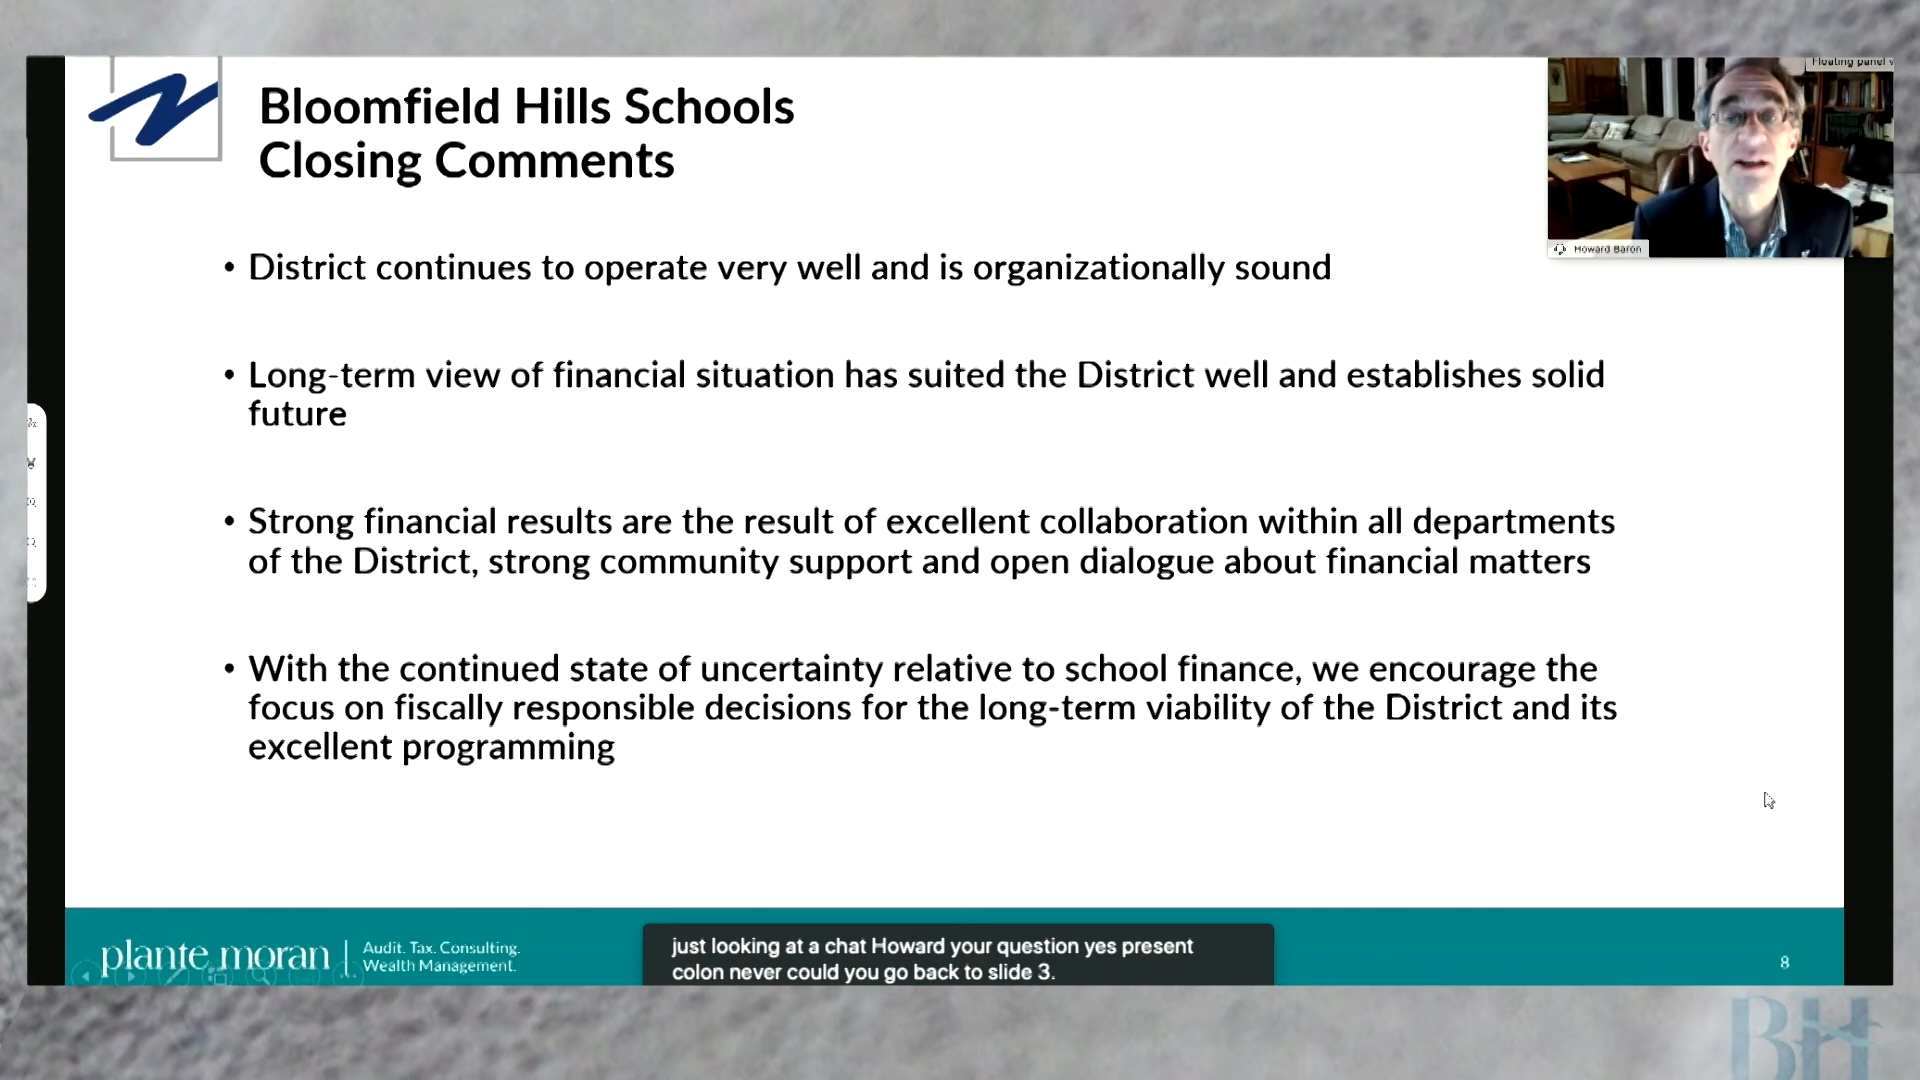 Floating panel v
Bloomfield Hills Schools
Closing Comments
Howard Baron
• District continues to operate very well and is organizationally sound
• Long-term view of financial situation has suited the District well and establishes solid
future
• Strong financial results are the result of excellent collaboration within all departments
of the District, strong community support and open dialogue about financial matters
• With the continued state of uncertainty relative to school finance, we encourage the
focus on fiscally responsible decisions for the long-term viability of the District and its
excellent programming
plante moran
Audit. Tax. Consulting.
Wealth Management.
just looking at a chat Howard your question yes present
colon never could you go back to slide 3.
8
BH